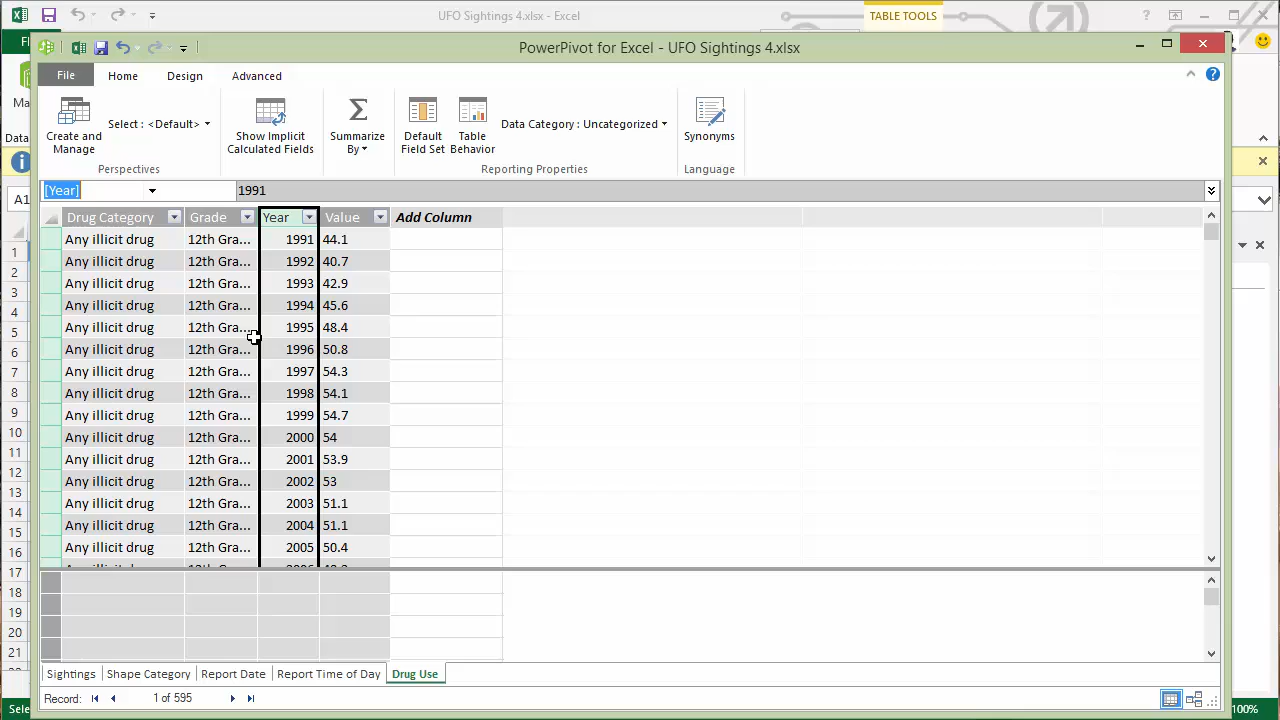 UFO Sightings 4.xlsx - Excel
TABLE TOOLS
PowerPivot for Excel - UFO Sightings 4.xlsx
File Home Design Advanced
Create and Manage
Select : <Default>
Show Implicit Calculated Fields
Summarize By
Default Field Set
Table Behavior
Data Category : Uncategorized
Synonyms
Perspectives
Reporting Properties
Language
[Year] 1991
Drug Category Grade Year Value Add Column
Any illicit drug 12th Gra... 1991 44.1
Any illicit drug 12th Gra... 1992 40.7
Any illicit drug 12th Gra... 1993 42.9
Any illicit drug 12th Gra... 1994 45.6
Any illicit drug 12th Gra... 1995 48.4
Any illicit drug 12th Gra... 1996 50.8
Any illicit drug 12th Gra... 1997 54.3
Any illicit drug 12th Gra... 1998 54.1
Any illicit drug 12th Gra... 1999 54.7
Any illicit drug 12th Gra... 2000 54
Any illicit drug 12th Gra... 2001 53.9
Any illicit drug 12th Gra... 2002 53
Any illicit drug 12th Gra... 2003 51.1
Any illicit drug 12th Gra... 2004 51.1
Any illicit drug 12th Gra... 2005 50.4
Sightings Shape Category Report Date Report Time of Day Drug Use
Record: 1 of 595
A1
1
2
3
4
5
6
7
8
9
10
11
12
13
14
15
16
17
18
19
20
21
100%